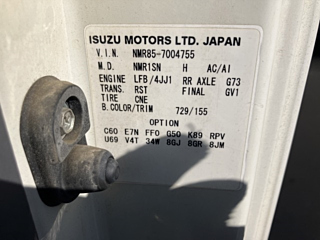 ISUZU MOTORS LTD. JAPAN
V.I.N. NMR85-7004755
M.D. NMR1SN H AC/AI
ENGINE LFB/4JJ1 RR AXLE G73
TRANS. RST FINAL GV1
TIRE CNE
B.COLOR/TRIM 729/155
OPTION
C60 E7N FF0 G50 K89 RPV
U69 V4T 34W 8GJ 8GR 8JM